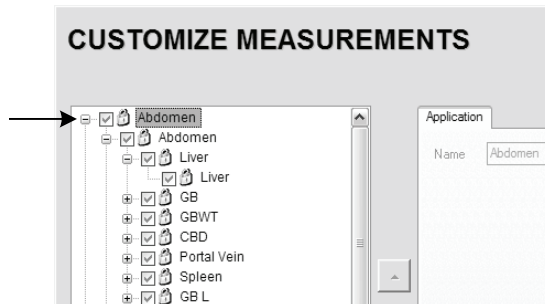 CUSTOMIZE MEASUREMENTS
Abdomen
Abdomen
Liver
Liver
GB
GBWT
CBD
Portal Vein
Spleen
GB L
Application
Name Abdomen